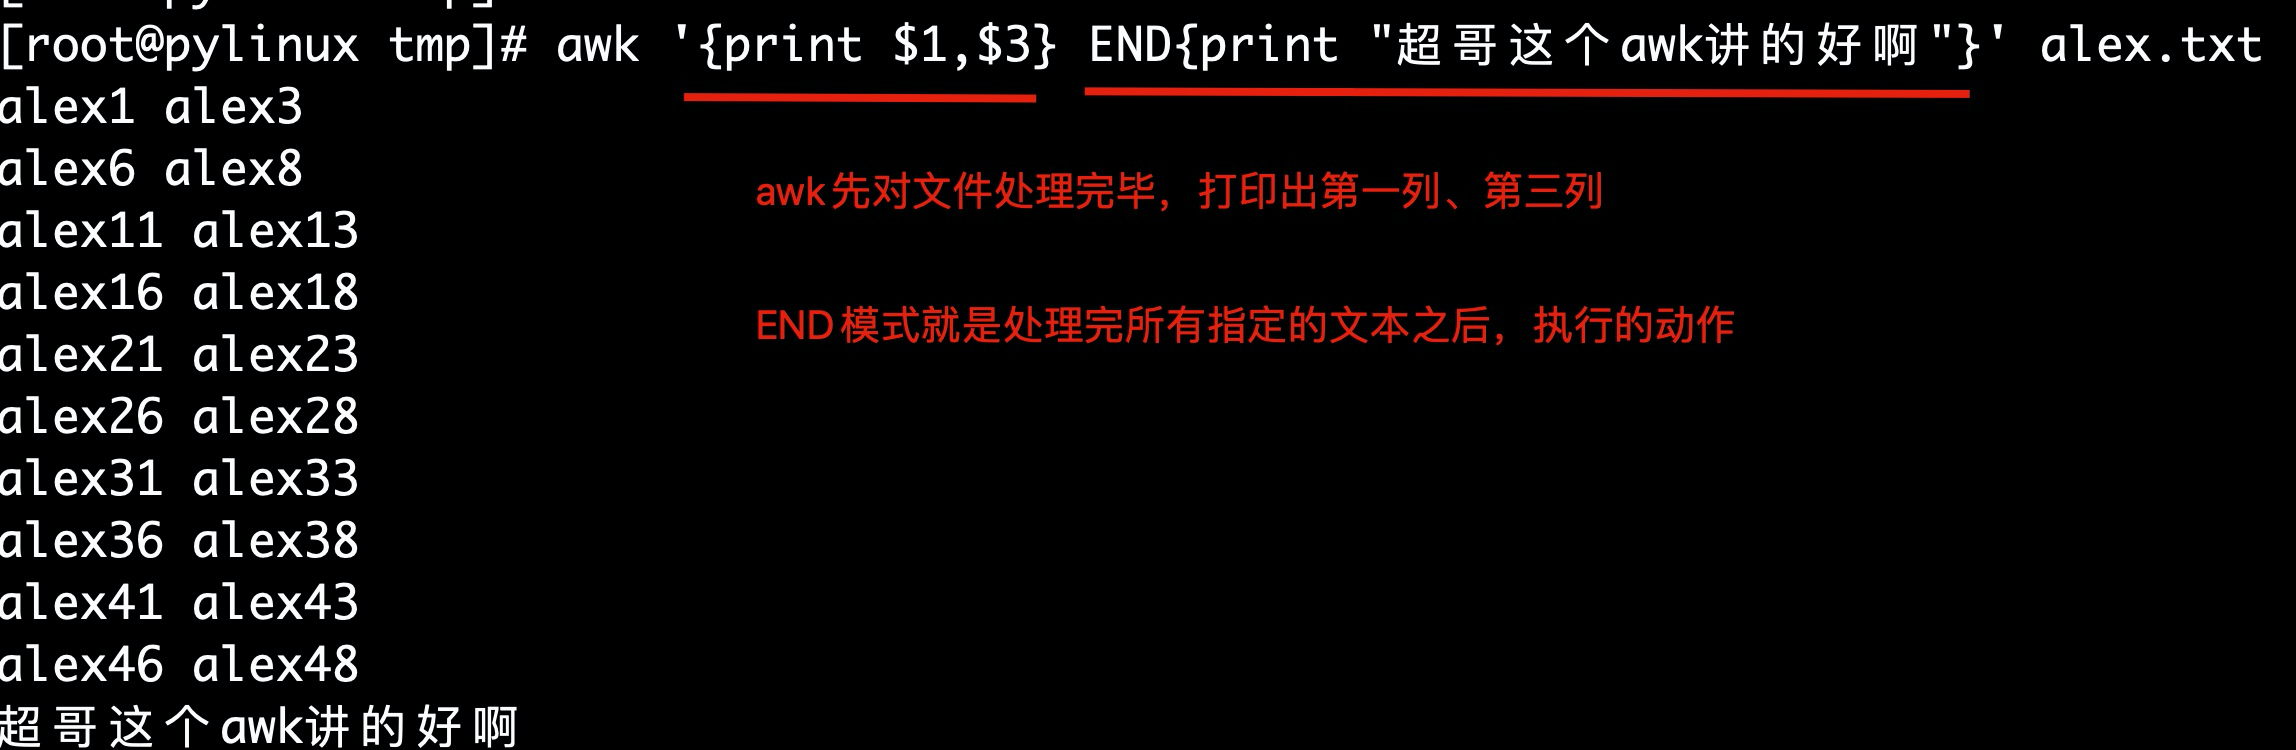 [root@pylinux tmp]# awk '{print $1,$3} END{print "超哥这个awk讲的好啊"}' alex.txt
alex1 alex3
alex6 alex8
awk先对文件处理完毕，打印出第一列、第三列
alex11 alex13
alex16 alex18
END模式就是处理完所有指定的文本之后，执行的动作
alex21 alex23
alex26 alex28
alex31 alex33
alex36 alex38
alex41 alex43
alex46 alex48
超哥这个awk讲的好啊